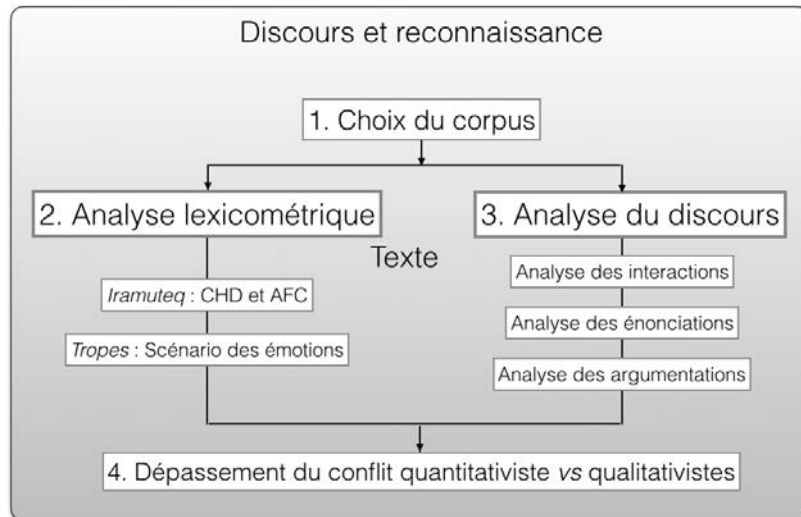 Discours et reconnaissance
1. Choix du corpus
2. Analyse lexicométrique
3. Analyse du discours
Texte
Iramuteq : CHD et AFC
Tropes : Scénario des émotions
Analyse des interactions
Analyse des énonciations
Analyse des argumentations
4. Dépassement du conflit quantitativiste vs qualitativistes